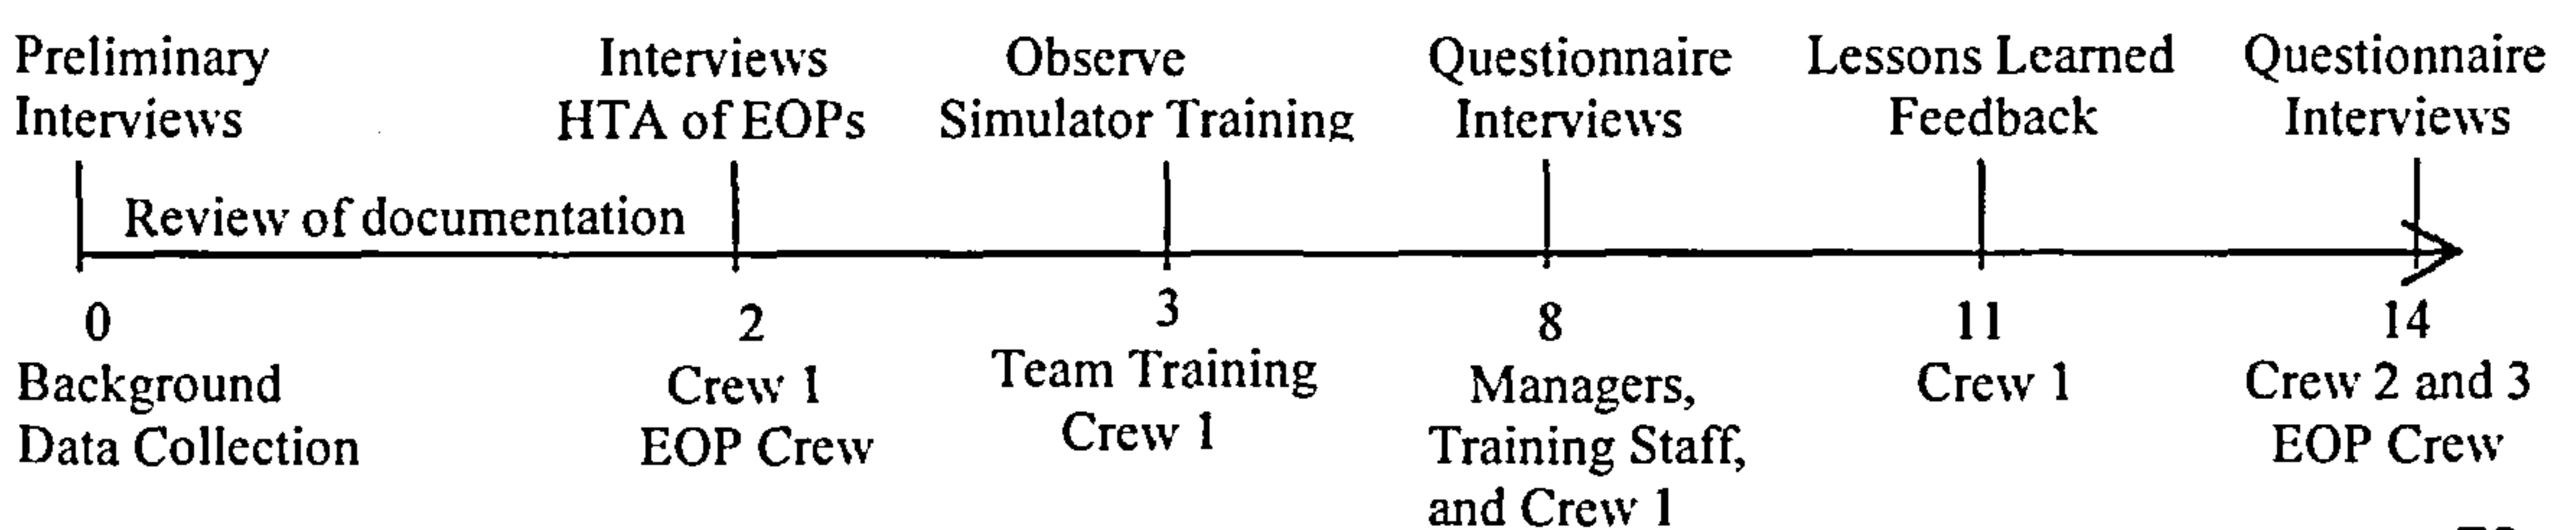 Preliminary
Interviews
Interviews
HTA of EOPs
Observe
Simulator Training
Questionnaire
Interviews
Lessons Learned
Feedback
Questionnaire
Interviews
Review of documentation
0
2
3
8
11
14
Background
Data Collection
Crew 1
EOP Crew
Team Training
Crew 1
Managers,
Training Staff,
and Crew 1
Crew 1
Crew 2 and 3
EOP Crew